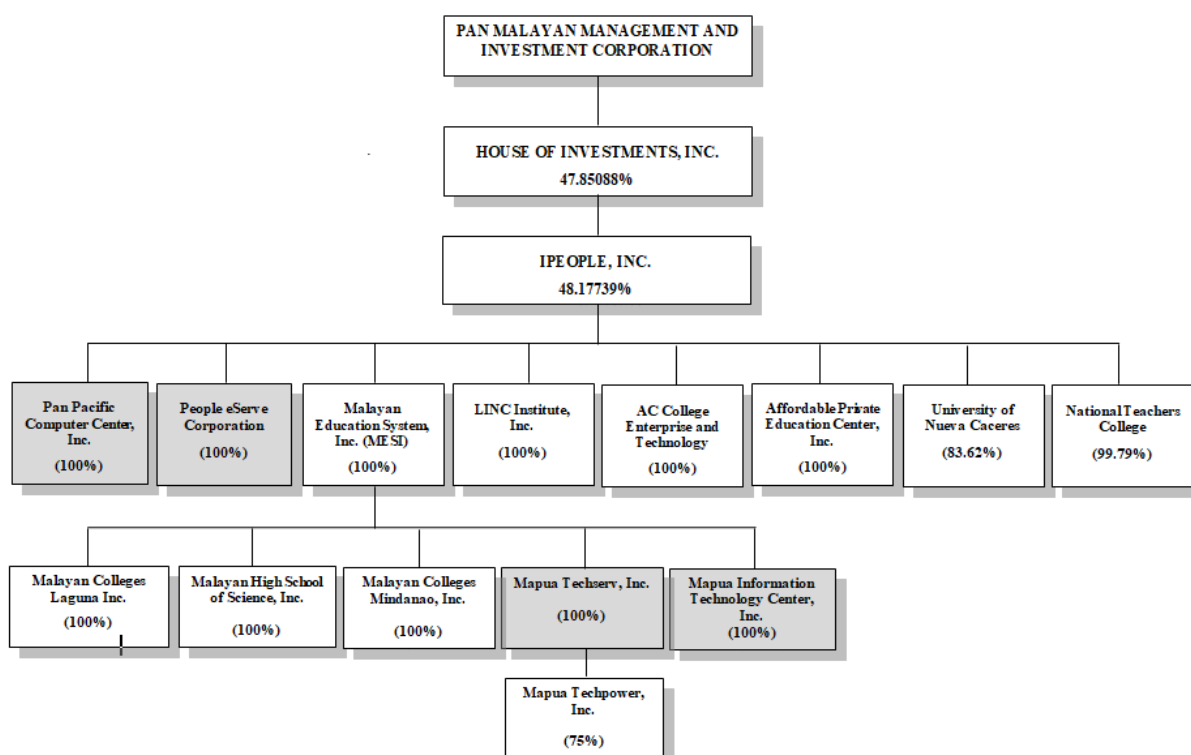 PAN MALAYAN MANAGEMENT AND
INVESTMENT CORPORATION
HOUSE OF INVESTMENTS, INC.
47.85088%
IPEOPLE, INC.
48.17739%
Pan Pacific
Computer Center,
Inc.
(100%)
People eServe
Corporation
(100%)
Malayan
Education System,
Inc. (MESI)
(100%)
LINC Institute,
Inc.
(100%)
AC College
Enterprise and
Technology
(100%)
Affordable Private
Education Center,
Inc.
(100%)
University of
Nueva Caceres
(83.62%)
National Teachers
College
(99.79%)
Malayan Colleges
Laguna Inc.
(100%)
Malayan High School
of Science, Inc.
(100%)
Malayan Colleges
Mindanao, Inc.
(100%)
Mapua Techserv, Inc.
(100%)
Mapua Information
Technology Center,
Inc.
(100%)
Mapua Techpower,
Inc.
(75%)